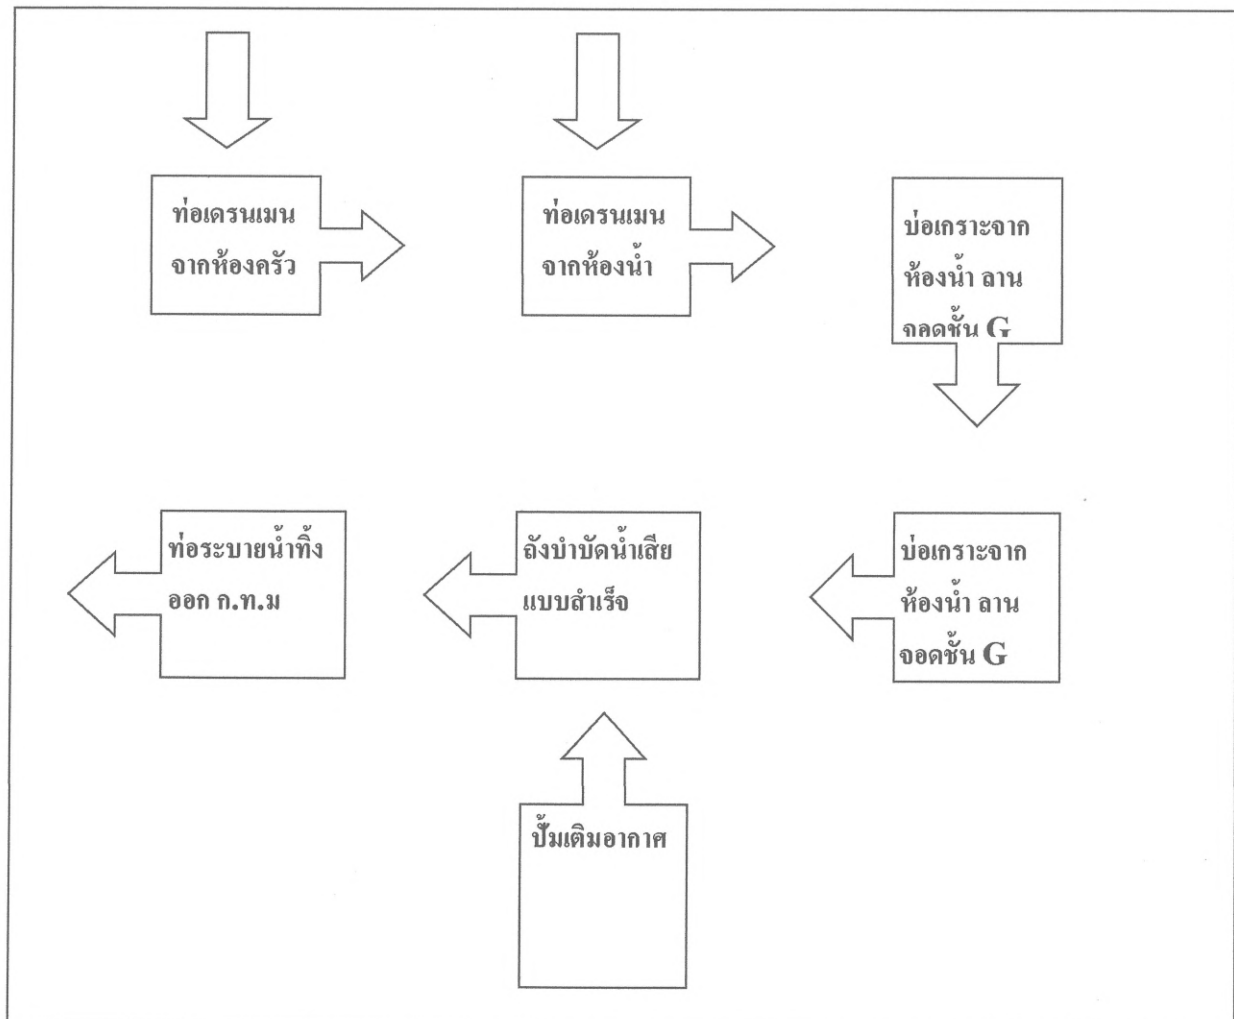 ท่อเดรนเมน
จากห้องครัว
ท่อเดรนเมน
จากห้องน้ำ
บ่อเกราะจาก
ห้องน้ำ ลาน
จอดชั้น G
ท่อระบายน้ำทิ้ง
ออก ก.ท.ม
ถังบำบัดน้ำเสีย
แบบสำเร็จ
บ่อเกราะจาก
ห้องน้ำ ลาน
จอดชั้น G
ปั้มเติมอากาศ